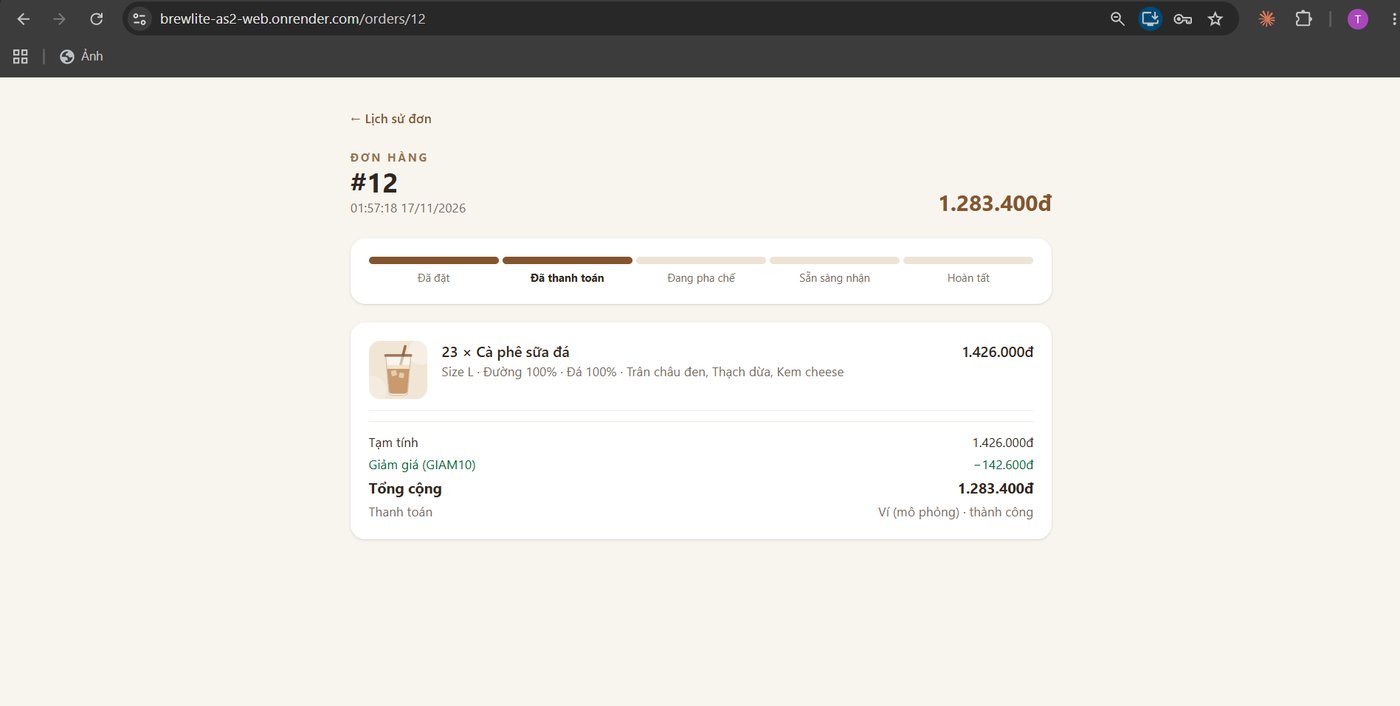 brewlite-as2-web.onrender.com/orders/12
T
Ảnh
← Lịch sử đơn
ĐƠN HÀNG
#12
01:57:18 17/11/2026
1.283.400đ
Đã đặt
Đã thanh toán
Đang pha chế
Sẵn sàng nhận
Hoàn tất
23 × Cà phê sữa đá
1.426.000đ
Size L · Đường 100% · Đá 100% · Trân châu đen, Thạch dừa, Kem cheese
Tạm tính
1.426.000đ
Giảm giá (GIAM10)
−142.600đ
Tổng cộng
1.283.400đ
Thanh toán
Ví (mô phỏng) · thành công